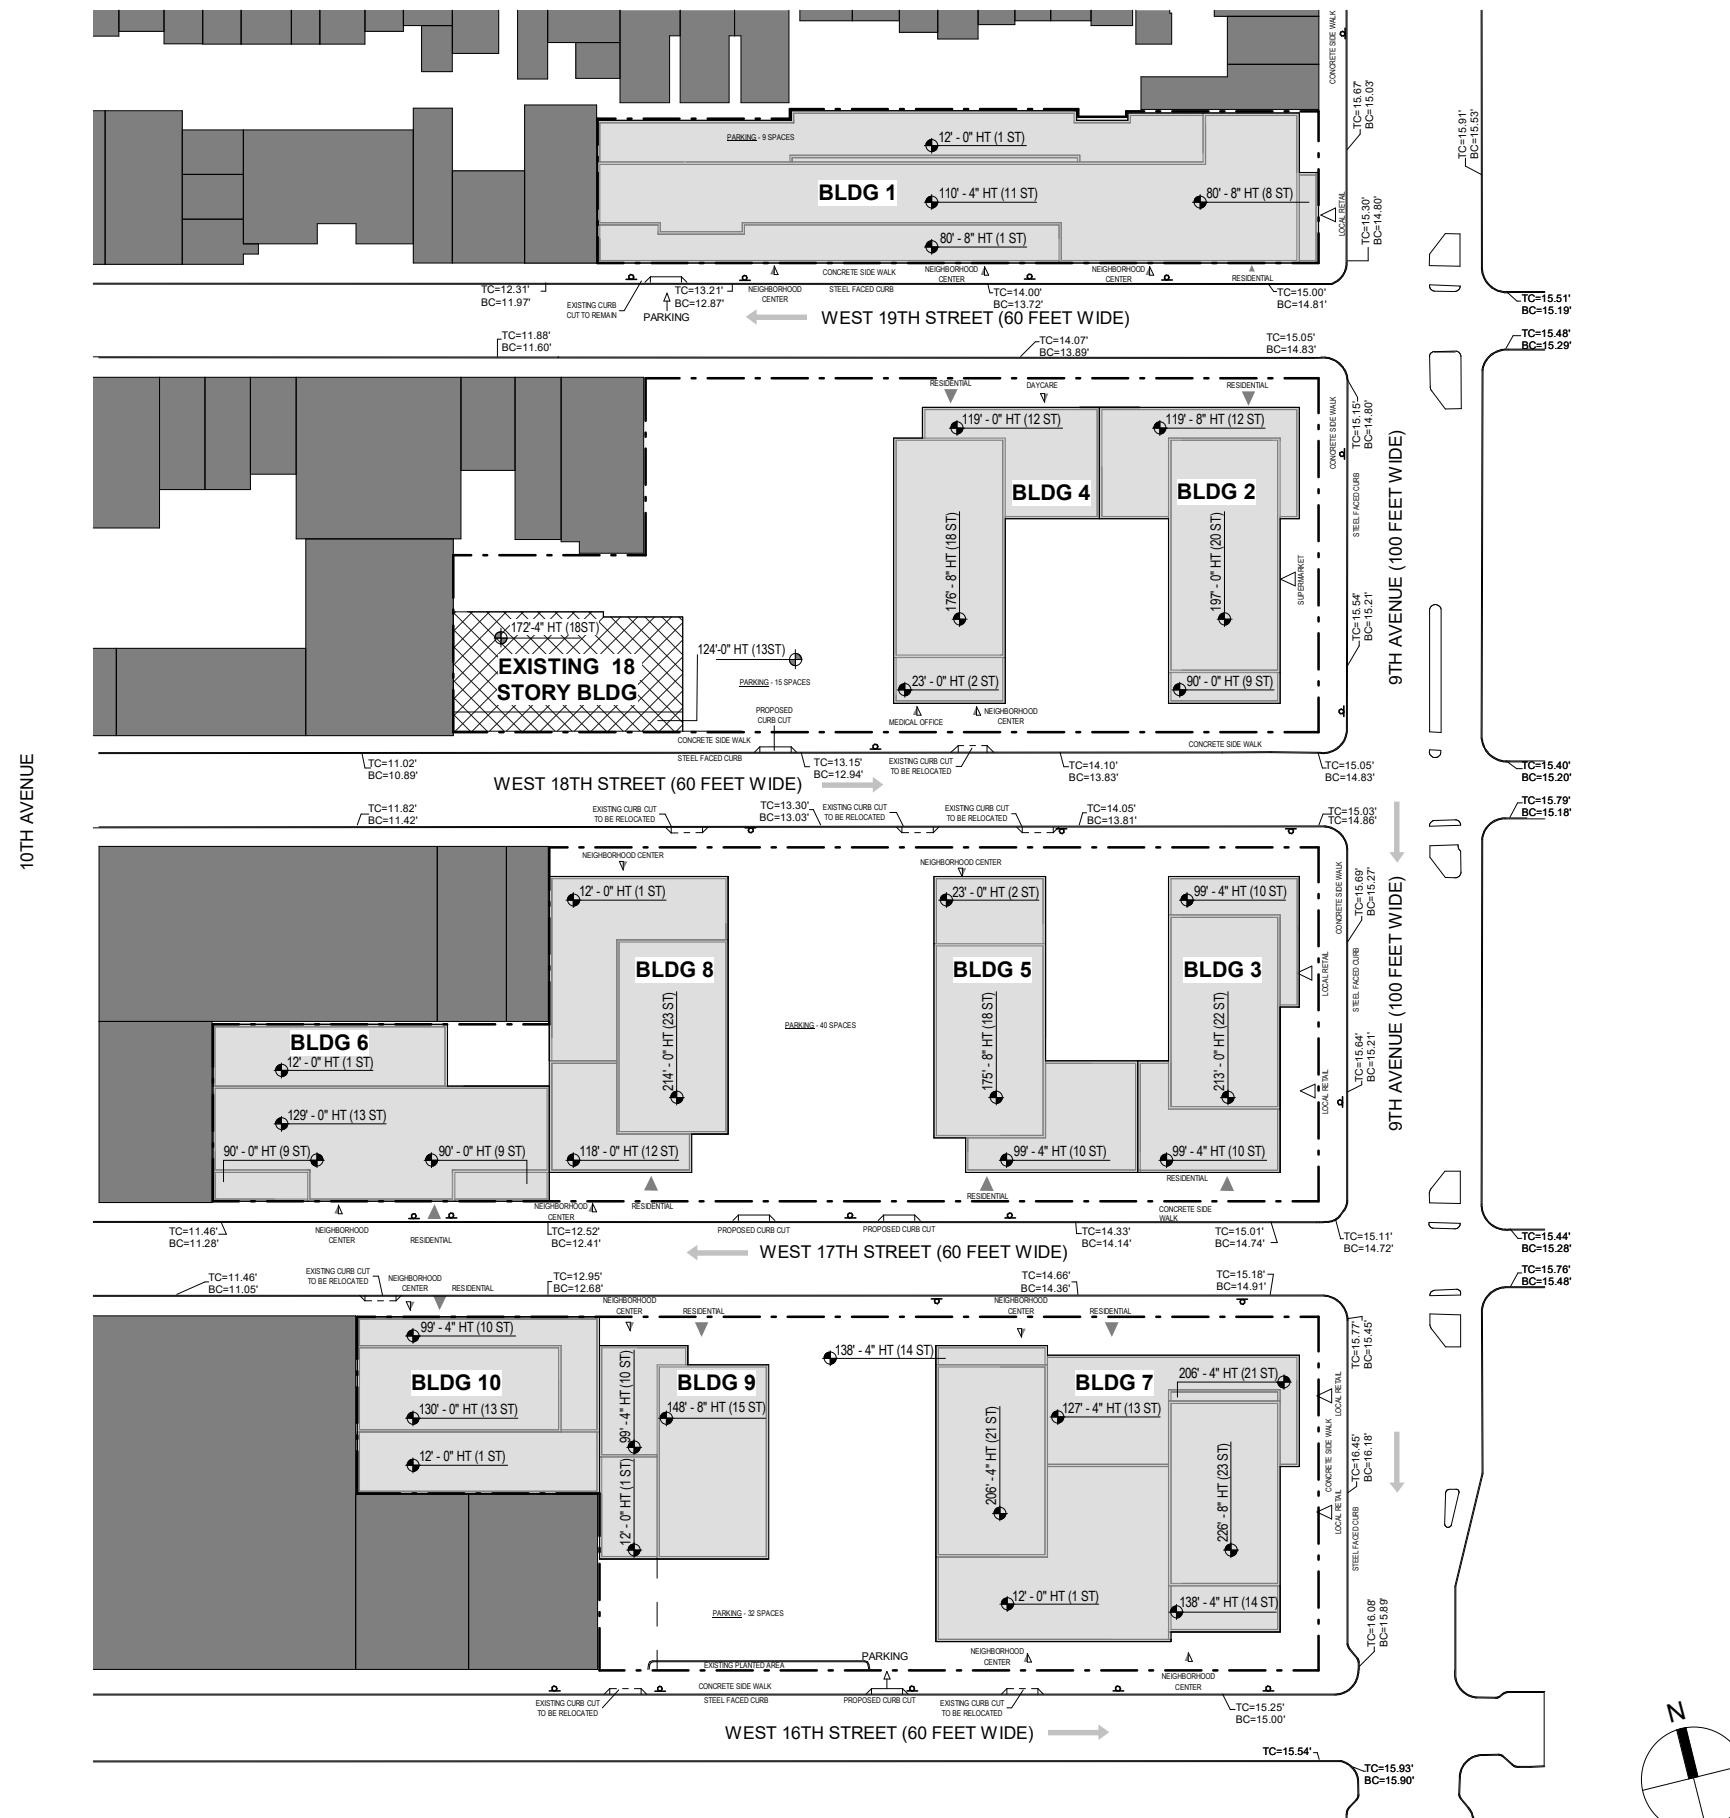 CONCRETE SIDE WALK
TC=15.67'
BC=15.03'
TC=15.91'
BC=15.53'
PARKING - 9 SPACES
12' - 0" HT (1 ST)
BLDG 1
110' - 4" HT (11 ST)
80' - 8" HT (8 ST)
80' - 8" HT (1 ST)
LOCAL RETAIL
TC=15.30'
BC=14.80'
TC=12.31'
BC=11.97'
EXISTING CURB
CUT TO REMAIN
PARKING
TC=13.21'
BC=12.87'
NEIGHBORHOOD
CENTER
CONCRETE SIDE WALK
STEEL FACED CURB
NEIGHBORHOOD
CENTER
TC=14.00'
BC=13.72'
NEIGHBORHOOD
CENTER
RESIDENTIAL
TC=15.00'
BC=14.81'
WEST 19TH STREET (60 FEET WIDE)
TC=15.51'
BC=15.19'
TC=11.88'
BC=11.60'
TC=14.07'
BC=13.89'
TC=15.05'
BC=14.83'
TC=15.48'
BC=15.29'
RESIDENTIAL
DAYCARE
RESIDENTIAL
119' - 0" HT (12 ST)
119' - 8" HT (12 ST)
CONCRETE SIDE WALK
TC=15.15'
BC=14.80'
BLDG 4
BLDG 2
176' - 8" HT (18 ST)
197' - 0" HT (20 ST)
STEEL FACED CURB
SUPERMARKET
9TH AVENUE (100 FEET WIDE)
TC=15.54'
BC=15.21'
172'-4" HT (18ST)
EXISTING 18
STORY BLDG
124'-0" HT (13ST)
PARKING - 15 SPACES
23' - 0" HT (2 ST)
90' - 0" HT (9 ST)
PROPOSED
CURB CUT
MEDICAL OFFICE
NEIGHBORHOOD
CENTER
CONCRETE SIDE WALK
STEEL FACED CURB
CONCRETE SIDE WALK
10TH AVENUE
TC=11.02'
BC=10.89'
TC=13.15'
BC=12.94'
EXISTING CURB CUT
TO BE RELOCATED
TC=14.10'
BC=13.83'
TC=15.05'
BC=14.83'
TC=15.40'
BC=15.20'
WEST 18TH STREET (60 FEET WIDE)
TC=11.82'
BC=11.42'
EXISTING CURB CUT
TO BE RELOCATED
TC=13.30'
BC=13.03'
EXISTING CURB CUT
TO BE RELOCATED
EXISTING CURB CUT
TO BE RELOCATED
TC=14.05'
BC=13.81'
TC=15.03'
TC=14.86'
TC=15.79'
BC=15.18'
NEIGHBORHOOD CENTER
NEIGHBORHOOD CENTER
12' - 0" HT (1 ST)
23' - 0" HT (2 ST)
99' - 4" HT (10 ST)
CONCRETE SIDE WALK
TC=15.69'
BC=15.27'
BLDG 8
BLDG 5
BLDG 3
LOCAL RETAIL
STEEL FACED CURB
9TH AVENUE (100 FEET WIDE)
214' - 0" HT (23 ST)
PARKING - 40 SPACES
175' - 8" HT (18 ST)
213' - 0" HT (22 ST)
BLDG 6
12' - 0" HT (1 ST)
TC=15.64'
BC=15.21'
LOCAL RETAIL
129' - 0" HT (13 ST)
90' - 0" HT (9 ST)
90' - 0" HT (9 ST)
118' - 0" HT (12 ST)
99' - 4" HT (10 ST)
99' - 4" HT (10 ST)
RESIDENTIAL
RESIDENTIAL
TC=11.46'
BC=11.28'
NEIGHBORHOOD
CENTER
RESIDENTIAL
NEIGHBORHOOD
CENTER
TC=12.52'
BC=12.41'
RESIDENTIAL
PROPOSED CURB CUT
PROPOSED CURB CUT
TC=14.33'
BC=14.14'
CONCRETE SIDE
WALK
TC=15.01'
BC=14.74'
TC=15.11'
BC=14.72'
TC=15.44'
BC=15.28'
WEST 17TH STREET (60 FEET WIDE)
TC=11.46'
BC=11.05'
EXISTING CURB CUT
TO BE RELOCATED
NEIGHBORHOOD
CENTER
RESIDENTIAL
TC=12.95'
BC=12.68'
NEIGHBORHOOD
CENTER
RESIDENTIAL
TC=14.66'
BC=14.36'
NEIGHBORHOOD
CENTER
RESIDENTIAL
TC=15.18'
BC=14.91'
TC=15.76'
BC=15.48'
TC=15.77'
BC=15.45'
99' - 4" HT (10 ST)
138' - 4" HT (14 ST)
BLDG 10
BLDG 9
BLDG 7
206' - 4" HT (21 ST)
LOCAL RETAIL
130' - 0" HT (13 ST)
99' - 4" HT (10 ST)
148' - 8" HT (15 ST)
127' - 4" HT (13 ST)
12' - 0" HT (1 ST)
206' - 4" HT (21 ST)
CONCRETE SIDE WALK
TC=16.45'
BC=16.18'
12' - 0" HT (1 ST)
226' - 8" HT (23 ST)
LOCAL RETAIL
STEEL FACED CURB
12' - 0" HT (1 ST)
138' - 4" HT (14 ST)
PARKING - 32 SPACES
TC=16.08'
BC=15.89'
EXISTING PLANTED AREA
PARKING
NEIGHBORHOOD
CENTER
NEIGHBORHOOD
CENTER
EXISTING CURB CUT
TO BE RELOCATED
CONCRETE SIDE WALK
STEEL FACED CURB
PROPOSED CURB CUT
EXISTING CURB CUT
TO BE RELOCATED
TC=15.25'
BC=15.00'
WEST 16TH STREET (60 FEET WIDE)
N
TC=15.54'
TC=15.93'
BC=15.90'